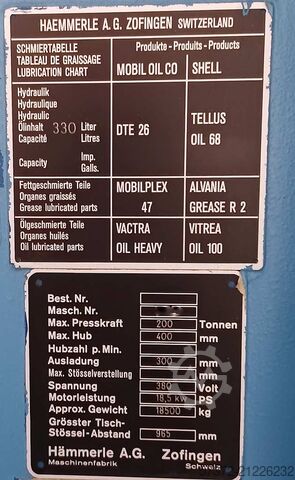 HAEMMERLE A.G. ZOFINGEN SWITZERLAND
SCHMIERTABELLE
TABLEAU DE GRAISSAGE
LUBRICATION CHART
Produkte - Produits - Products
MOBIL OIL CO SHELL
Hydraulik
Hydraulique
Hydraulic
Ölinhalt 330 Liter
Capacité Litres
Capacity Imp. Galls.
DTE 26
TELLUS
OIL 68
Fettgeschmierte Teile
Organes graissés
Grease lubricated parts
MOBILPLEX
47
ALVANIA
GREASE R 2
Ölgeschmierte Teile
Organes huilés
Oil lubricated parts
VACTRA
OIL HEAVY
VITREA
OIL 100
Best. Nr.
Masch. Nr.
Max. Presskraft 200 Tonnen
Max. Hub 400 mm
Hubzahl p. Min.
Ausladung 300 mm
Max. Stösselverstellung mm
Spannung 380 Volt
Motorleistung 18,5 kw PS
Approx. Gewicht 18500 kg
Grösster Tisch-
Stössel-Abstand 965 mm
Hämmerle A.G. Zofingen
Maschinenfabrik Schweiz
21226232